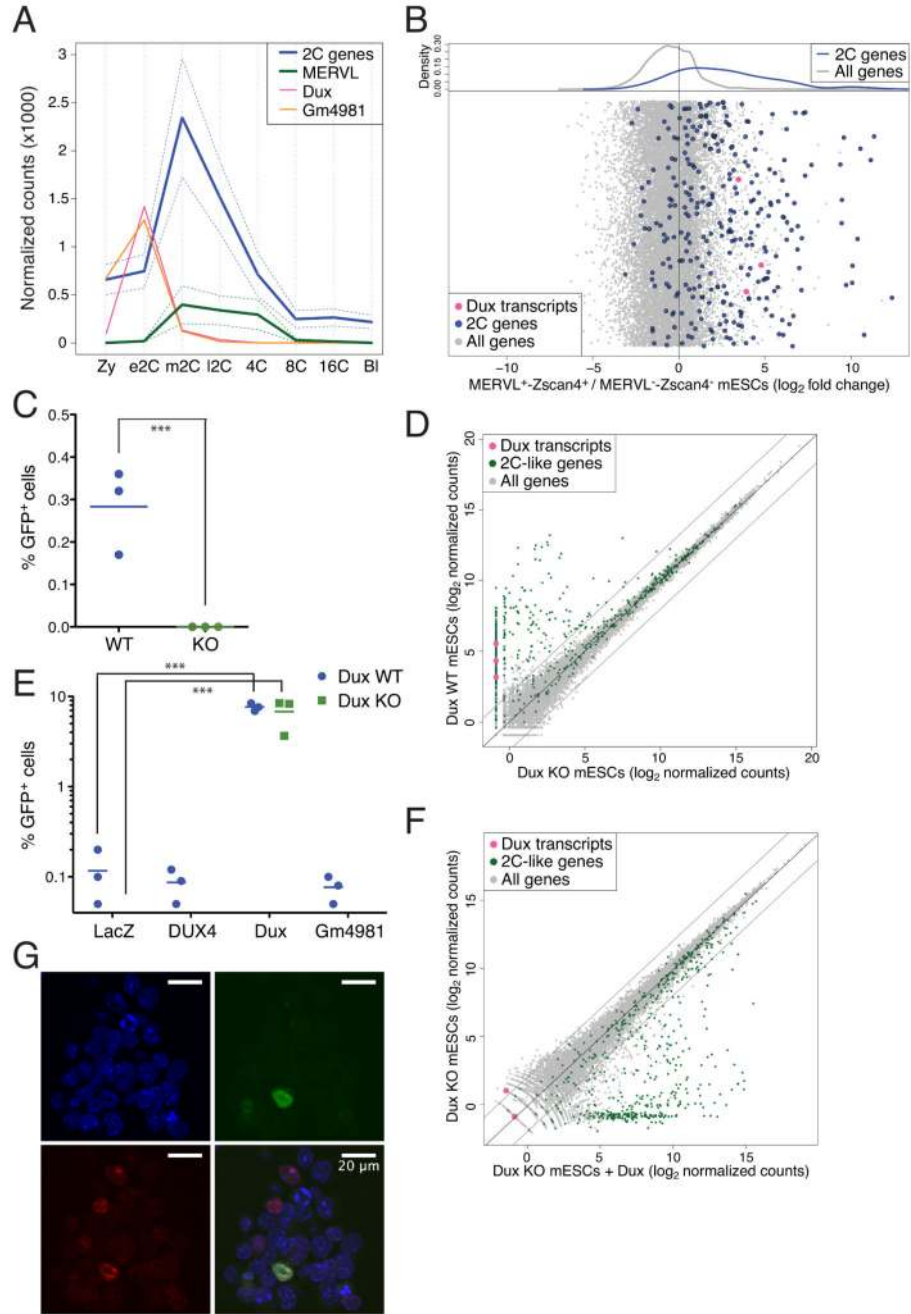 A
Normalized counts (x1000)
3
2.5
2
1.5
1
0.5
0
Zy e2C m2C l2C 4C 8C 16C Bl
2C genes
MERVL
Dux
Gm4981
B
Density
0.30
0.15
0.00
2C genes
All genes
Dux transcripts
2C genes
All genes
−10 −5 0 5 10
MERVL+-Zscan4+ / MERVL--Zscan4- mESCs (log2 fold change)
C
% GFP+ cells
0.5
0.4
0.3
0.2
0.1
0.0
***
WT KO
D
Dux WT mESCs (log2 normalized counts)
20
15
10
5
0
Dux transcripts
2C-like genes
All genes
0 5 10 15 20
Dux KO mESCs (log2 normalized counts)
E
% GFP+ cells
10
1
0.1
***
***
Dux WT
Dux KO
LacZ DUX4 Dux Gm4981
F
Dux KO mESCs (log2 normalized counts)
15
10
5
0
Dux transcripts
2C-like genes
All genes
0 5 10 15
Dux KO mESCs + Dux (log2 normalized counts)
G
20 µm